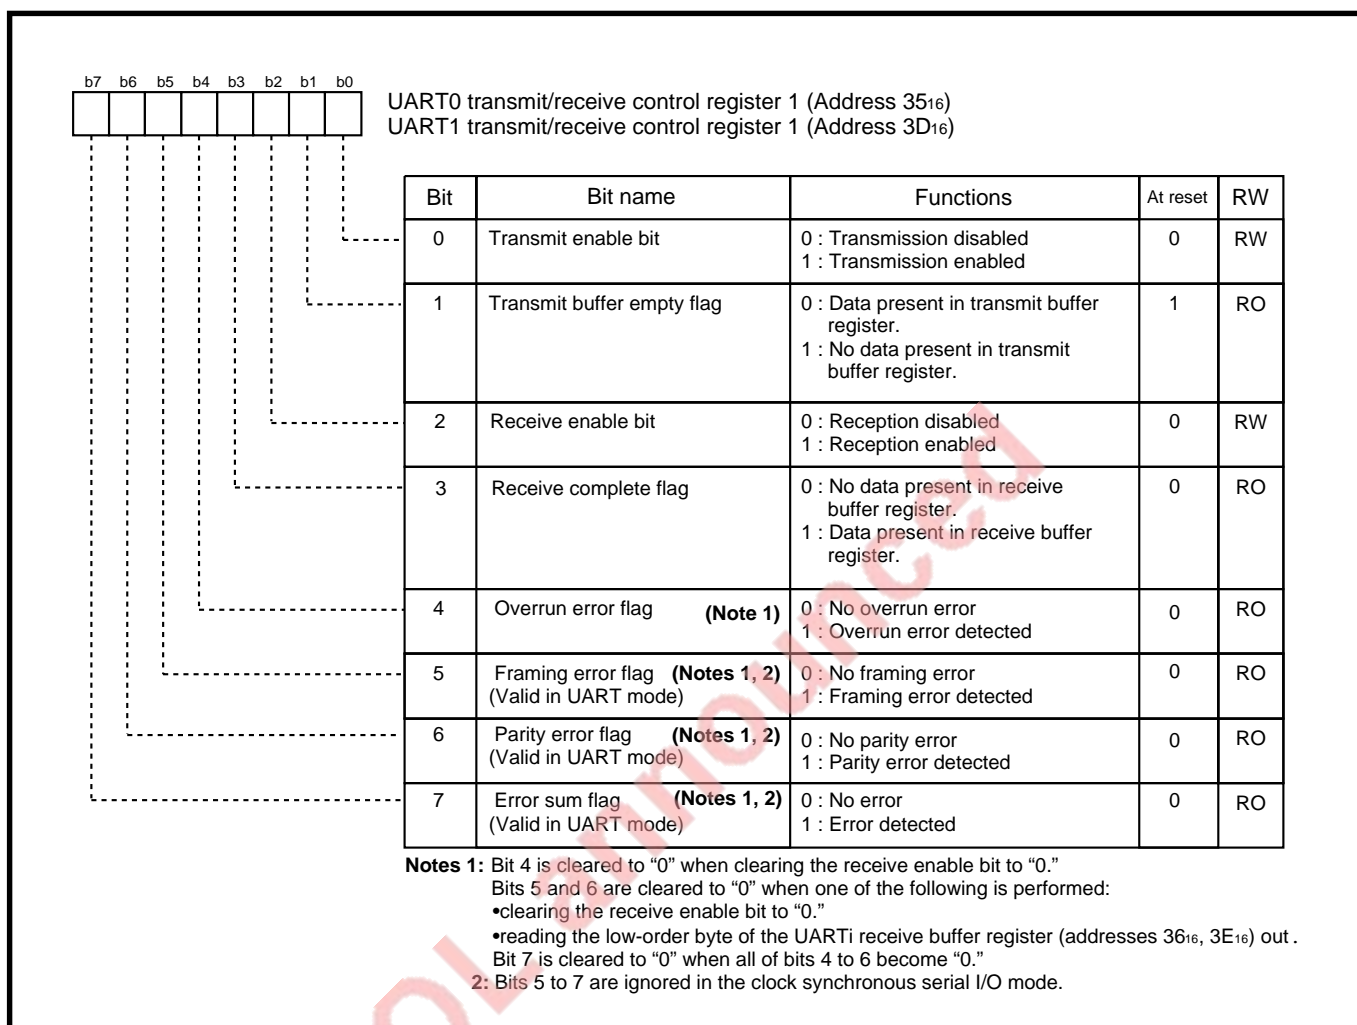 b7 b6 b5 b4 b3 b2 b1 b0
UART0 transmit/receive control register 1 (Address 35₁₆)
UART1 transmit/receive control register 1 (Address 3D₁₆)
Bit Bit name Functions At reset RW
0 Transmit enable bit 0 : Transmission disabled 0 RW
1 : Transmission enabled
1 Transmit buffer empty flag 0 : Data present in transmit buffer 1 RO
register.
1 : No data present in transmit
buffer register.
2 Receive enable bit 0 : Reception disabled 0 RW
1 : Reception enabled
3 Receive complete flag 0 : No data present in receive 0 RO
buffer register.
1 : Data present in receive buffer
register.
4 Overrun error flag (Note 1) 0 : No overrun error 0 RO
1 : Overrun error detected
5 Framing error flag (Notes 1, 2) 0 : No framing error 0 RO
(Valid in UART mode) 1 : Framing error detected
6 Parity error flag (Notes 1, 2) 0 : No parity error 0 RO
(Valid in UART mode) 1 : Parity error detected
7 Error sum flag (Notes 1, 2) 0 : No error 0 RO
(Valid in UART mode) 1 : Error detected
Notes 1: Bit 4 is cleared to “0” when clearing the receive enable bit to “0.”
Bits 5 and 6 are cleared to “0” when one of the following is performed:
•clearing the receive enable bit to “0.”
•reading the low-order byte of the UARTi receive buffer register (addresses 36₁₆, 3E₁₆) out .
Bit 7 is cleared to “0” when all of bits 4 to 6 become “0.”
2: Bits 5 to 7 are ignored in the clock synchronous serial I/O mode.
OL announced